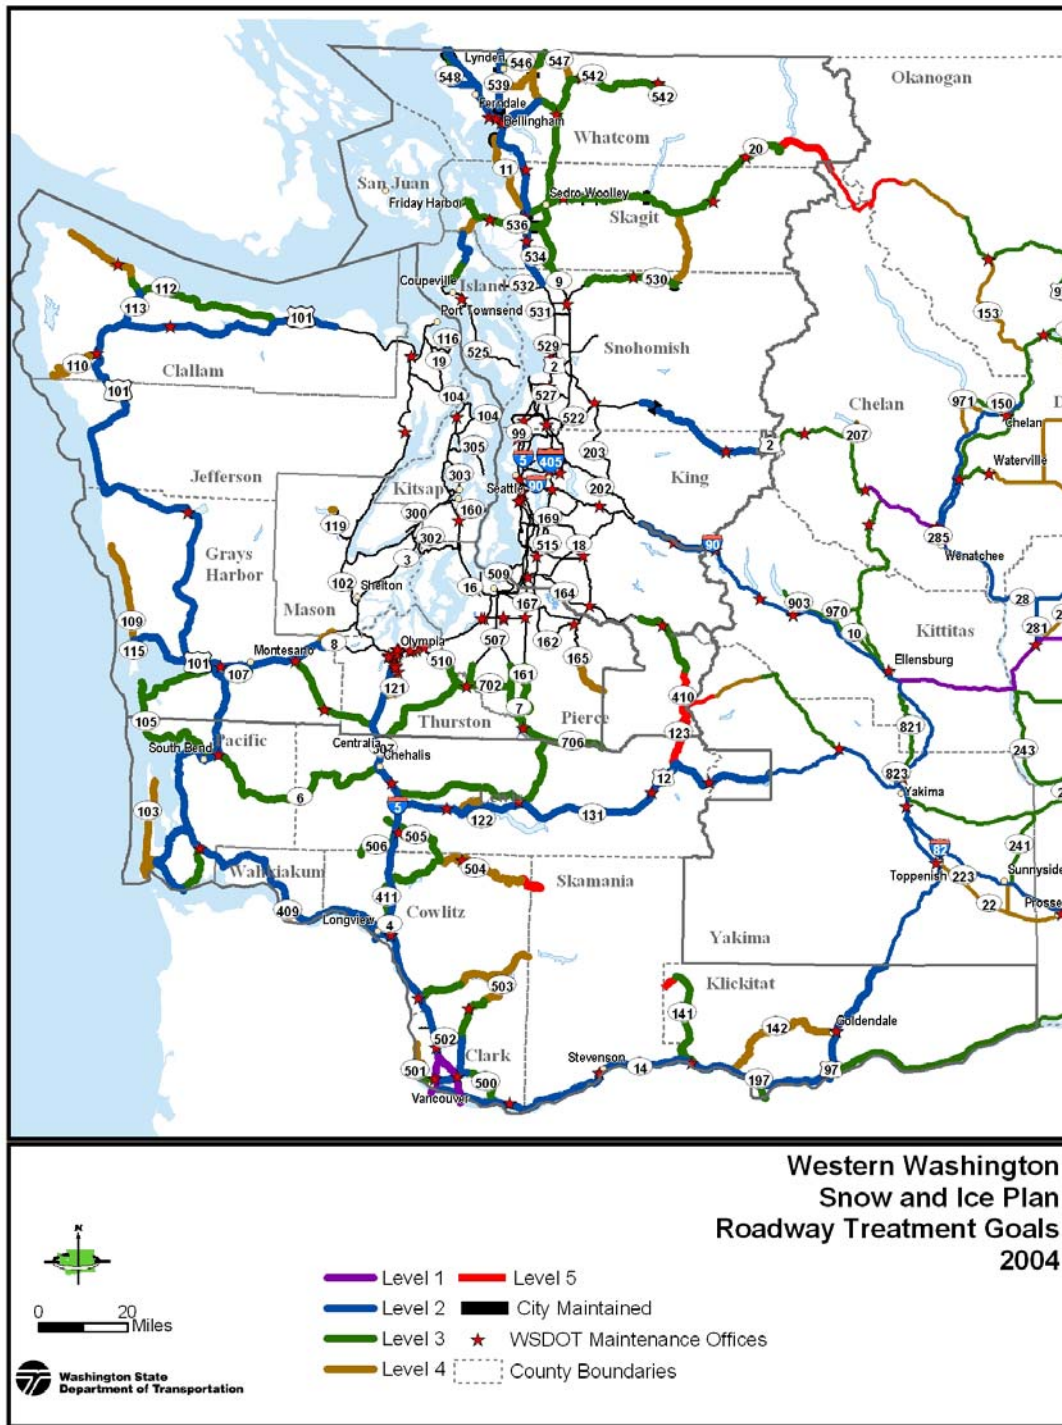 Lynden
546
547
542
Okanogan
548
539
542
Ferndale
Bellingham
Whatcom
20
11
San Juan
Friday Harbor
Sedro-Woolley
Skagit
536
534
Coupeville
Island
532
9
530
112
113
101
Port Townsend
531
153
116
525
Snohomish
19
529
2
110
Clallam
101
104
527
971
150
Chelan
Chelan
104
522
99
2
207
305
5
405
203
Waterville
Jefferson
Kitsap
303
King
Seattle
90
202
300
160
119
169
302
285
Grays
Harbor
3
515
18
90
Wenatchee
102
Shelton
161
509
164
903
970
28
Mason
167
Kittitas
281
109
507
162
10
115
8
Olympia
Montesano
510
165
Ellensburg
101
107
121
702
161
410
105
7
821
Thurston
Pierce
123
South Bend
Pacific
Centralia
507
706
243
Chehalis
12
823
6
Yakima
103
5
122
131
505
82
241
506
Toppenish
223
Sunnyside
Wahkiakum
504
Skamania
22
411
Prosse
409
Cowlitz
Longview
4
Yakima
503
Klickitat
141
142
Goldendale
502
Clark
Stevenson
14
97
501
500
197
Vancouver
Western Washington
Snow and Ice Plan
Roadway Treatment Goals
2004
N
Level 1
Level 5
Level 2
City Maintained
0
20
Miles
Level 3
WSDOT Maintenance Offices
Level 4
County Boundaries
Washington State
Department of Transportation